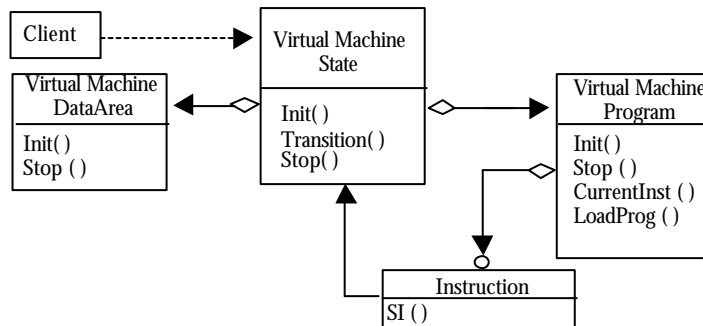 Client
Virtual Machine
State
Init( )
Transition( )
Stop( )
Virtual Machine
DataArea
Init( )
Stop ( )
Virtual Machine
Program
Init( )
Stop ( )
CurrentInst ( )
LoadProg ( )
Instruction
SI ( )